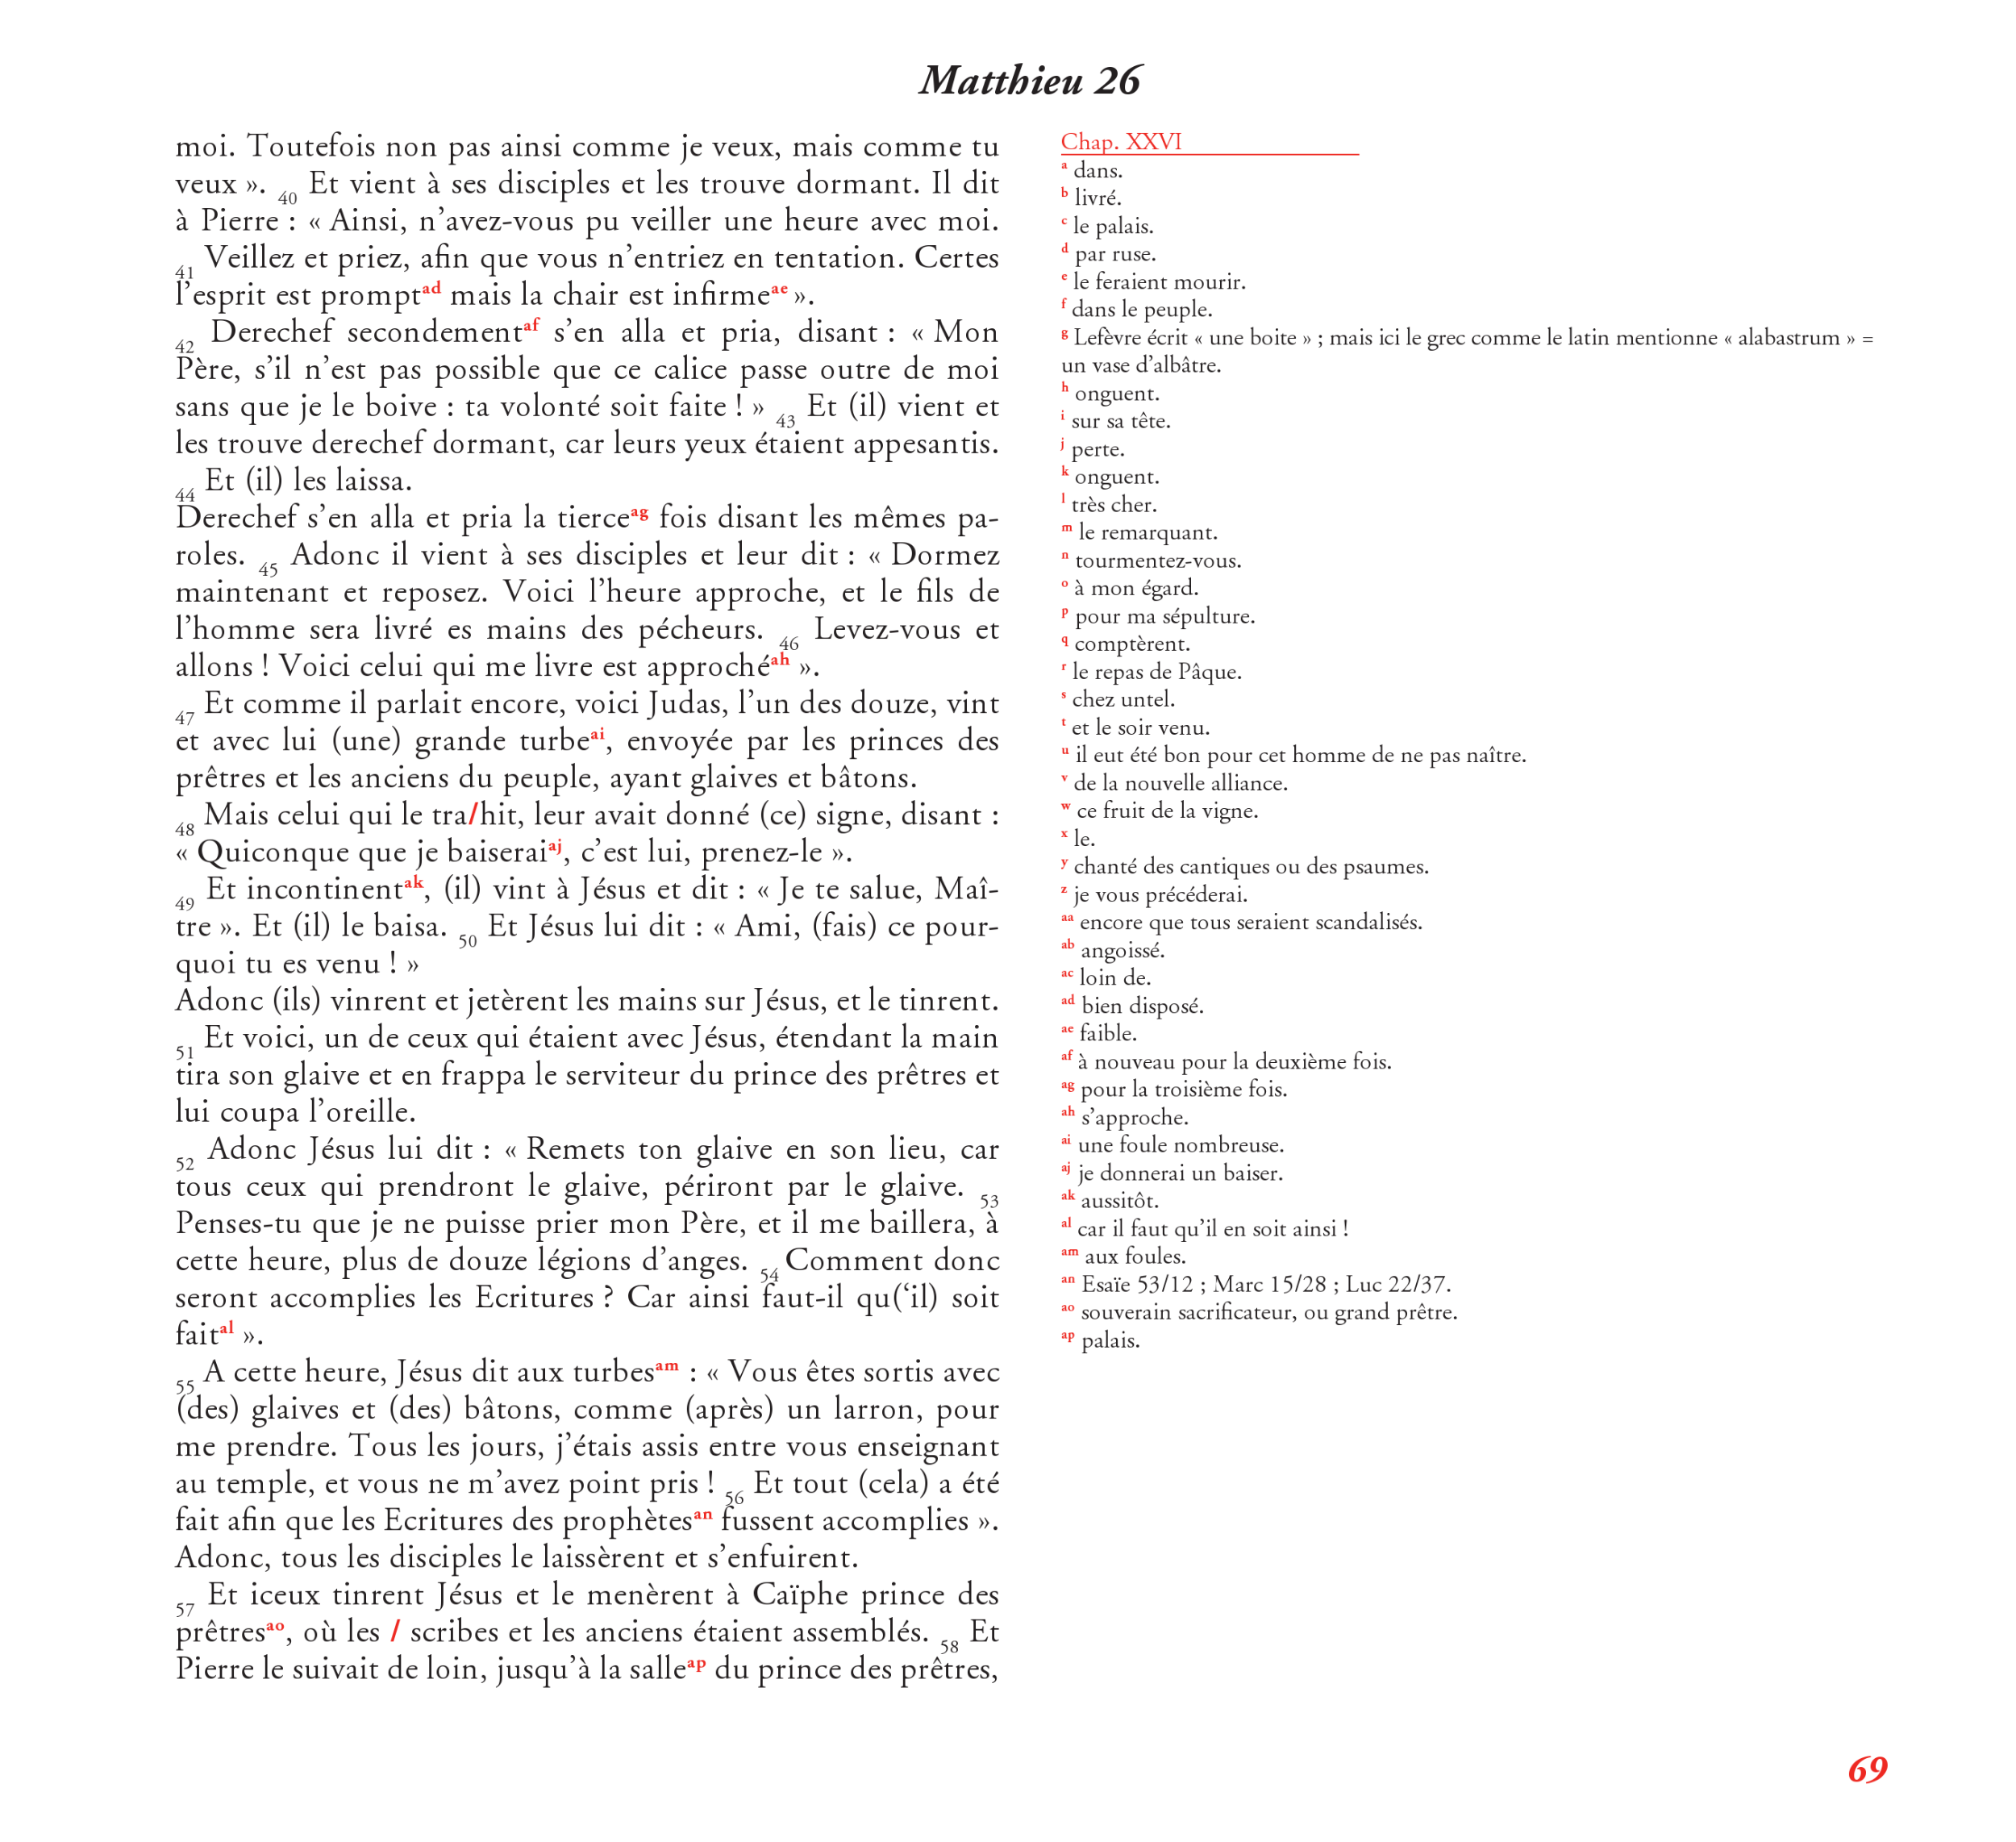 Matthieu 26
moi. Toutefois non pas ainsi comme je veux, mais comme tu
veux ». 40 Et vient à ses disciples et les trouve dormant. Il dit
à Pierre : « Ainsi, n’avez-vous pu veiller une heure avec moi.
41 Veillez et priez, afin que vous n’entriez en tentation. Certes
l’esprit est promptad mais la chair est infirmeae ».
42 Derechef secondementaf s’en alla et pria, disant : « Mon
Père, s’il n’est pas possible que ce calice passe outre de moi
sans que je le boive : ta volonté soit faite ! » 43 Et (il) vient et
les trouve derechef dormant, car leurs yeux étaient appesantis.
44 Et (il) les laissa.
Derechef s’en alla et pria la tierceag fois disant les mêmes pa-
roles. 45 Adonc il vient à ses disciples et leur dit : « Dormez
maintenant et reposez. Voici l’heure approche, et le fils de
l’homme sera livré es mains des pécheurs. 46 Levez-vous et
allons ! Voici celui qui me livre est approchéah ».
47 Et comme il parlait encore, voici Judas, l’un des douze, vint
et avec lui (une) grande turbeai, envoyée par les princes des
prêtres et les anciens du peuple, ayant glaives et bâtons.
48 Mais celui qui le tra/hit, leur avait donné (ce) signe, disant :
« Quiconque que je baiseraiaj, c’est lui, prenez-le ».
49 Et incontinentak, (il) vint à Jésus et dit : « Je te salue, Maî-
tre ». Et (il) le baisa. 50 Et Jésus lui dit : « Ami, (fais) ce pour-
quoi tu es venu ! »
Adonc (ils) vinrent et jetèrent les mains sur Jésus, et le tinrent.
51 Et voici, un de ceux qui étaient avec Jésus, étendant la main
tira son glaive et en frappa le serviteur du prince des prêtres et
lui coupa l’oreille.
52 Adonc Jésus lui dit : « Remets ton glaive en son lieu, car
tous ceux qui prendront le glaive, périront par le glaive. 53
Penses-tu que je ne puisse prier mon Père, et il me baillera, à
cette heure, plus de douze légions d’anges. 54 Comment donc
seront accomplies les Ecritures ? Car ainsi faut-il qu(‘il) soit
faital ».
55 A cette heure, Jésus dit aux turbesam : « Vous êtes sortis avec
(des) glaives et (des) bâtons, comme (après) un larron, pour
me prendre. Tous les jours, j’étais assis entre vous enseignant
au temple, et vous ne m’avez point pris ! 56 Et tout (cela) a été
fait afin que les Ecritures des prophètesan fussent accomplies ».
Adonc, tous les disciples le laissèrent et s’enfuirent.
57 Et iceux tinrent Jésus et le menèrent à Caïphe prince des
prêtresao, où les / scribes et les anciens étaient assemblés. 58 Et
Pierre le suivait de loin, jusqu’à la salleap du prince des prêtres,
Chap. XXVI
a dans.
b livré.
c le palais.
d par ruse.
e le feraient mourir.
f dans le peuple.
g Lefèvre écrit « une boite » ; mais ici le grec comme le latin mentionne « alabastrum » =
un vase d’albâtre.
h onguent.
i sur sa tête.
j perte.
k onguent.
l très cher.
m le remarquant.
n tourmentez-vous.
o à mon égard.
p pour ma sépulture.
q comptèrent.
r le repas de Pâque.
s chez untel.
t et le soir venu.
u il eut été bon pour cet homme de ne pas naître.
v de la nouvelle alliance.
w ce fruit de la vigne.
x le.
y chanté des cantiques ou des psaumes.
z je vous précéderai.
aa encore que tous seraient scandalisés.
ab angoissé.
ac loin de.
ad bien disposé.
ae faible.
af à nouveau pour la deuxième fois.
ag pour la troisième fois.
ah s’approche.
ai une foule nombreuse.
aj je donnerai un baiser.
ak aussitôt.
al car il faut qu’il en soit ainsi !
am aux foules.
an Esaïe 53/12 ; Marc 15/28 ; Luc 22/37.
ao souverain sacrificateur, ou grand prêtre.
ap palais.
69